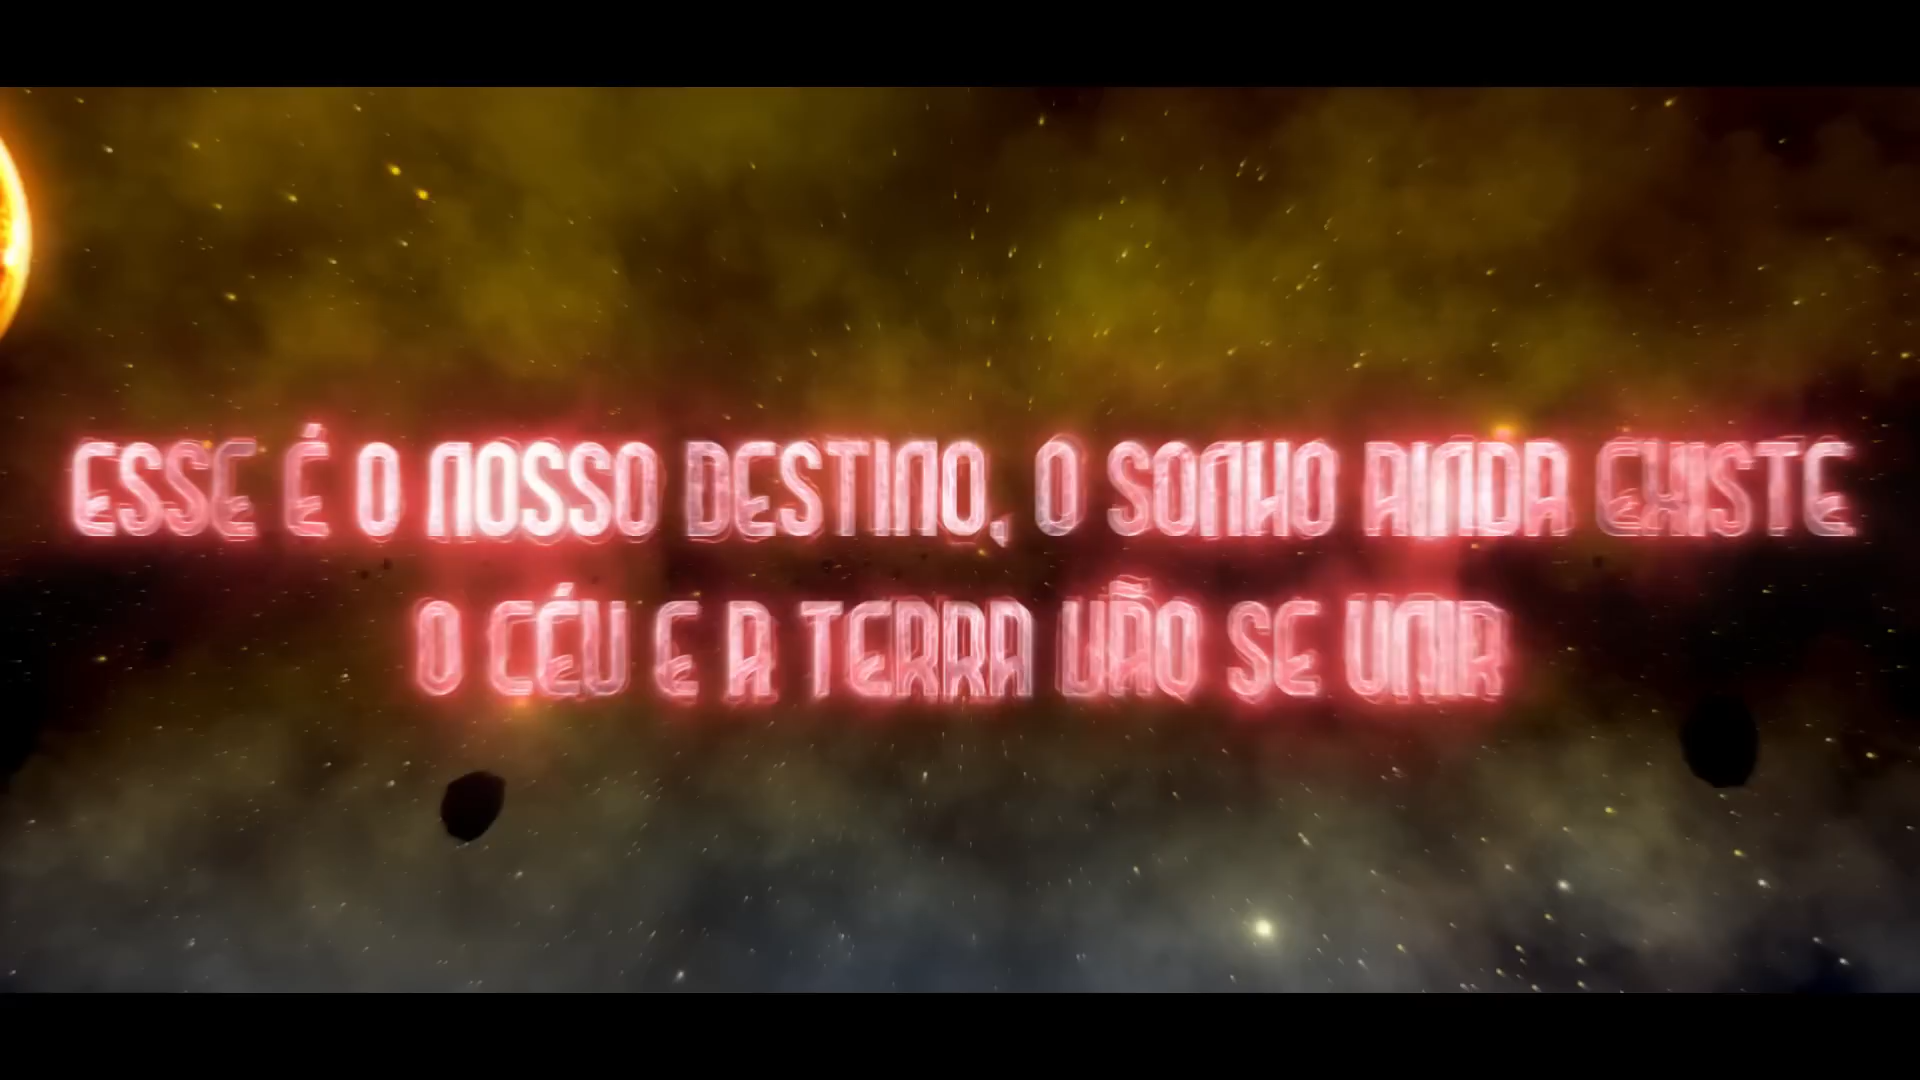 ESSE É O NOSSO DESTINO, O SONHO AINDA EXISTE
O CÉU E A TERRA VÃO SE UNIR